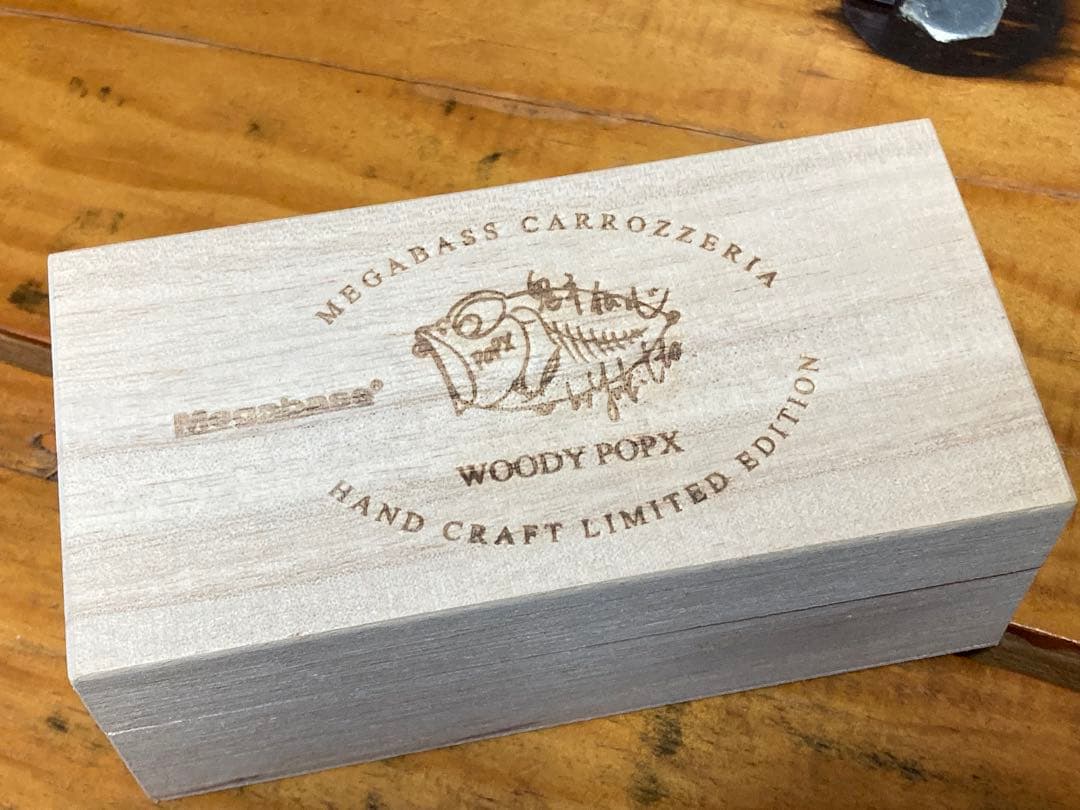 MEGABASS CARROZZERIA
POPX
Megabass®
WOODY POPX
HAND CRAFT LIMITED EDITION